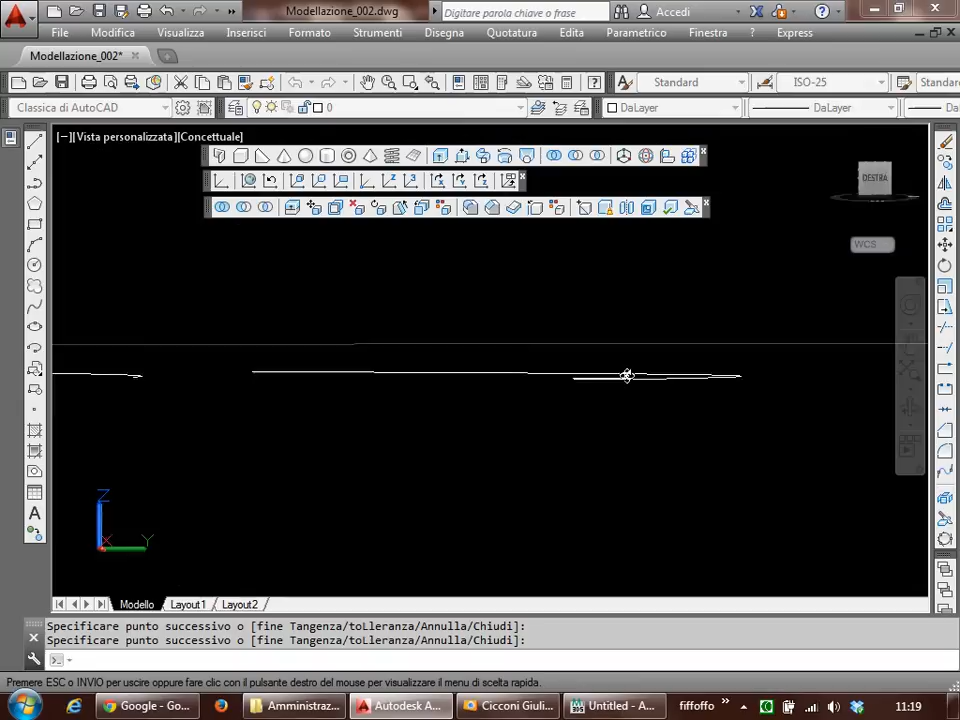 Modellazione_002.dwg
Digitare parola chiave o frase
Accedi
File
Modifica
Visualizza
Inserisci
Formato
Strumenti
Disegna
Quotatura
Edita
Parametrico
Finestra
?
Express
Modellazione_002*
Standard
ISO-25
Standard
Classica di AutoCAD
0
DaLayer
DaLayer
[−][Vista personalizzata][Concettuale]
DESTRA
WCS
Z
X
Y
Modello
Layout1
Layout2
Specificare punto successivo o [fine Tangenza/toLleranza/Annulla/Chiudi]:
Specificare punto successivo o [fine Tangenza/toLleranza/Annulla/Chiudi]:
Premere ESC o INVIO per uscire oppure fare clic con il pulsante destro del mouse per visualizzare il menu di scelta rapida.
Google - Go...
Amministraz...
Autodesk A...
Cicconi Giuli...
Untitled - A...
fiffoffo
11:19